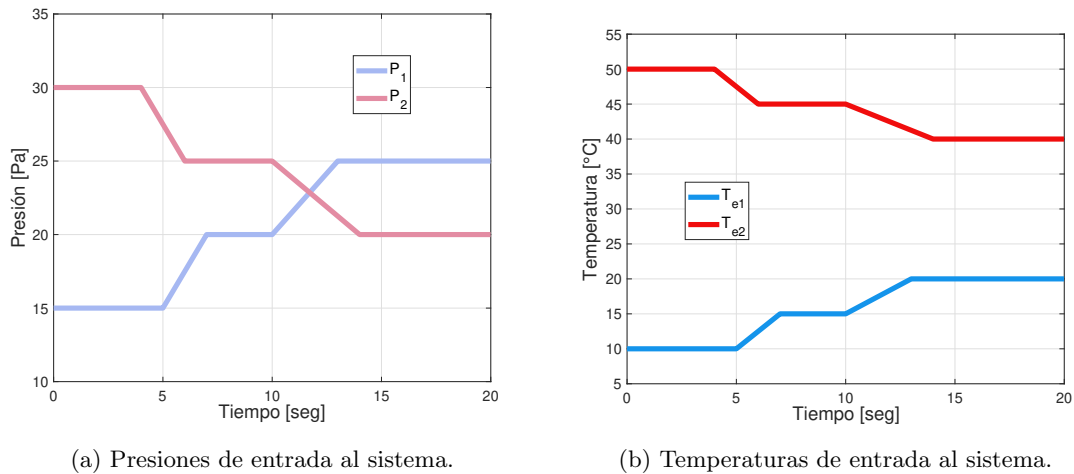 35
30
25
20
15
10
0
5
10
15
20
Presión [Pa]
Tiempo [seg]
P1
P2
55
50
45
40
35
30
25
20
15
10
5
0
5
10
15
20
Temperatura [°C]
Tiempo [seg]
Te1
Te2
(a) Presiones de entrada al sistema.
(b) Temperaturas de entrada al sistema.